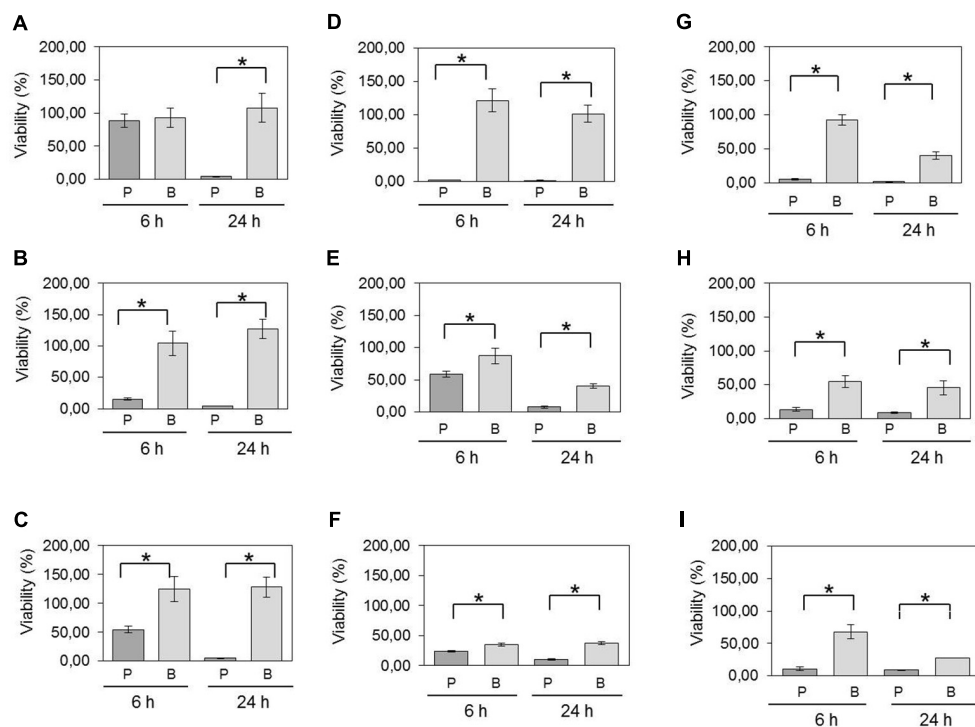 A
Viability (%)
200,00
150,00
100,00
50,00
0,00
*
P B P B
6 h 24 h
D
Viability (%)
200,00
150,00
100,00
50,00
0,00
* *
P B P B
6 h 24 h
G
Viability (%)
200,00
150,00
100,00
50,00
0,00
* *
P B P B
6 h 24 h
B
Viability (%)
200,00
150,00
100,00
50,00
0,00
* *
P B P B
6 h 24 h
E
Viability (%)
200,00
150,00
100,00
50,00
0,00
* *
P B P B
6 h 24 h
H
Viability (%)
200,00
150,00
100,00
50,00
0,00
* *
P B P B
6 h 24 h
C
Viability (%)
200,00
150,00
100,00
50,00
0,00
* *
P B P B
6 h 24 h
F
Viability (%)
200,00
150,00
100,00
50,00
0,00
* *
P B P B
6 h 24 h
I
Viability (%)
200,00
150,00
100,00
50,00
0,00
* *
P B P B
6 h 24 h